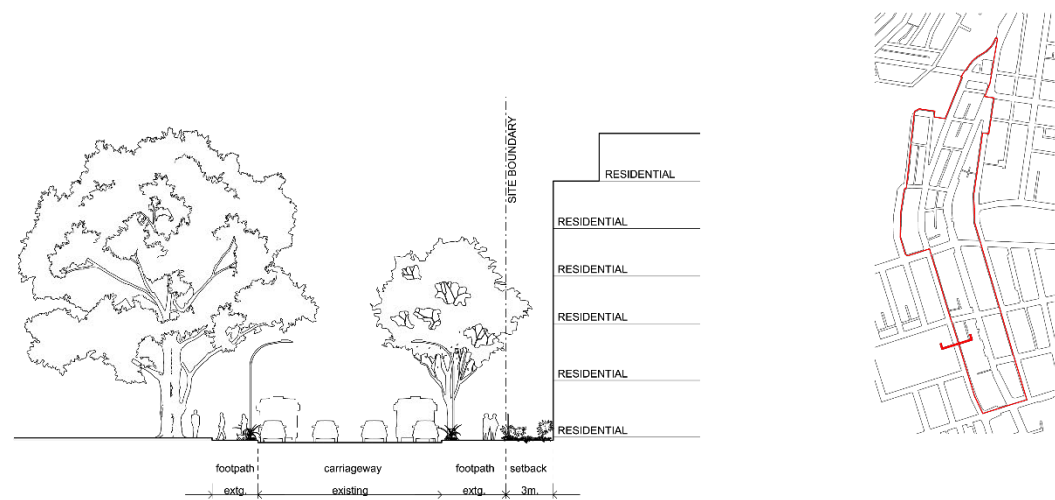 SITE BOUNDARY
RESIDENTIAL
RESIDENTIAL
RESIDENTIAL
RESIDENTIAL
RESIDENTIAL
RESIDENTIAL
footpath carriageway footpath setback
extg. existing extg. 3m.